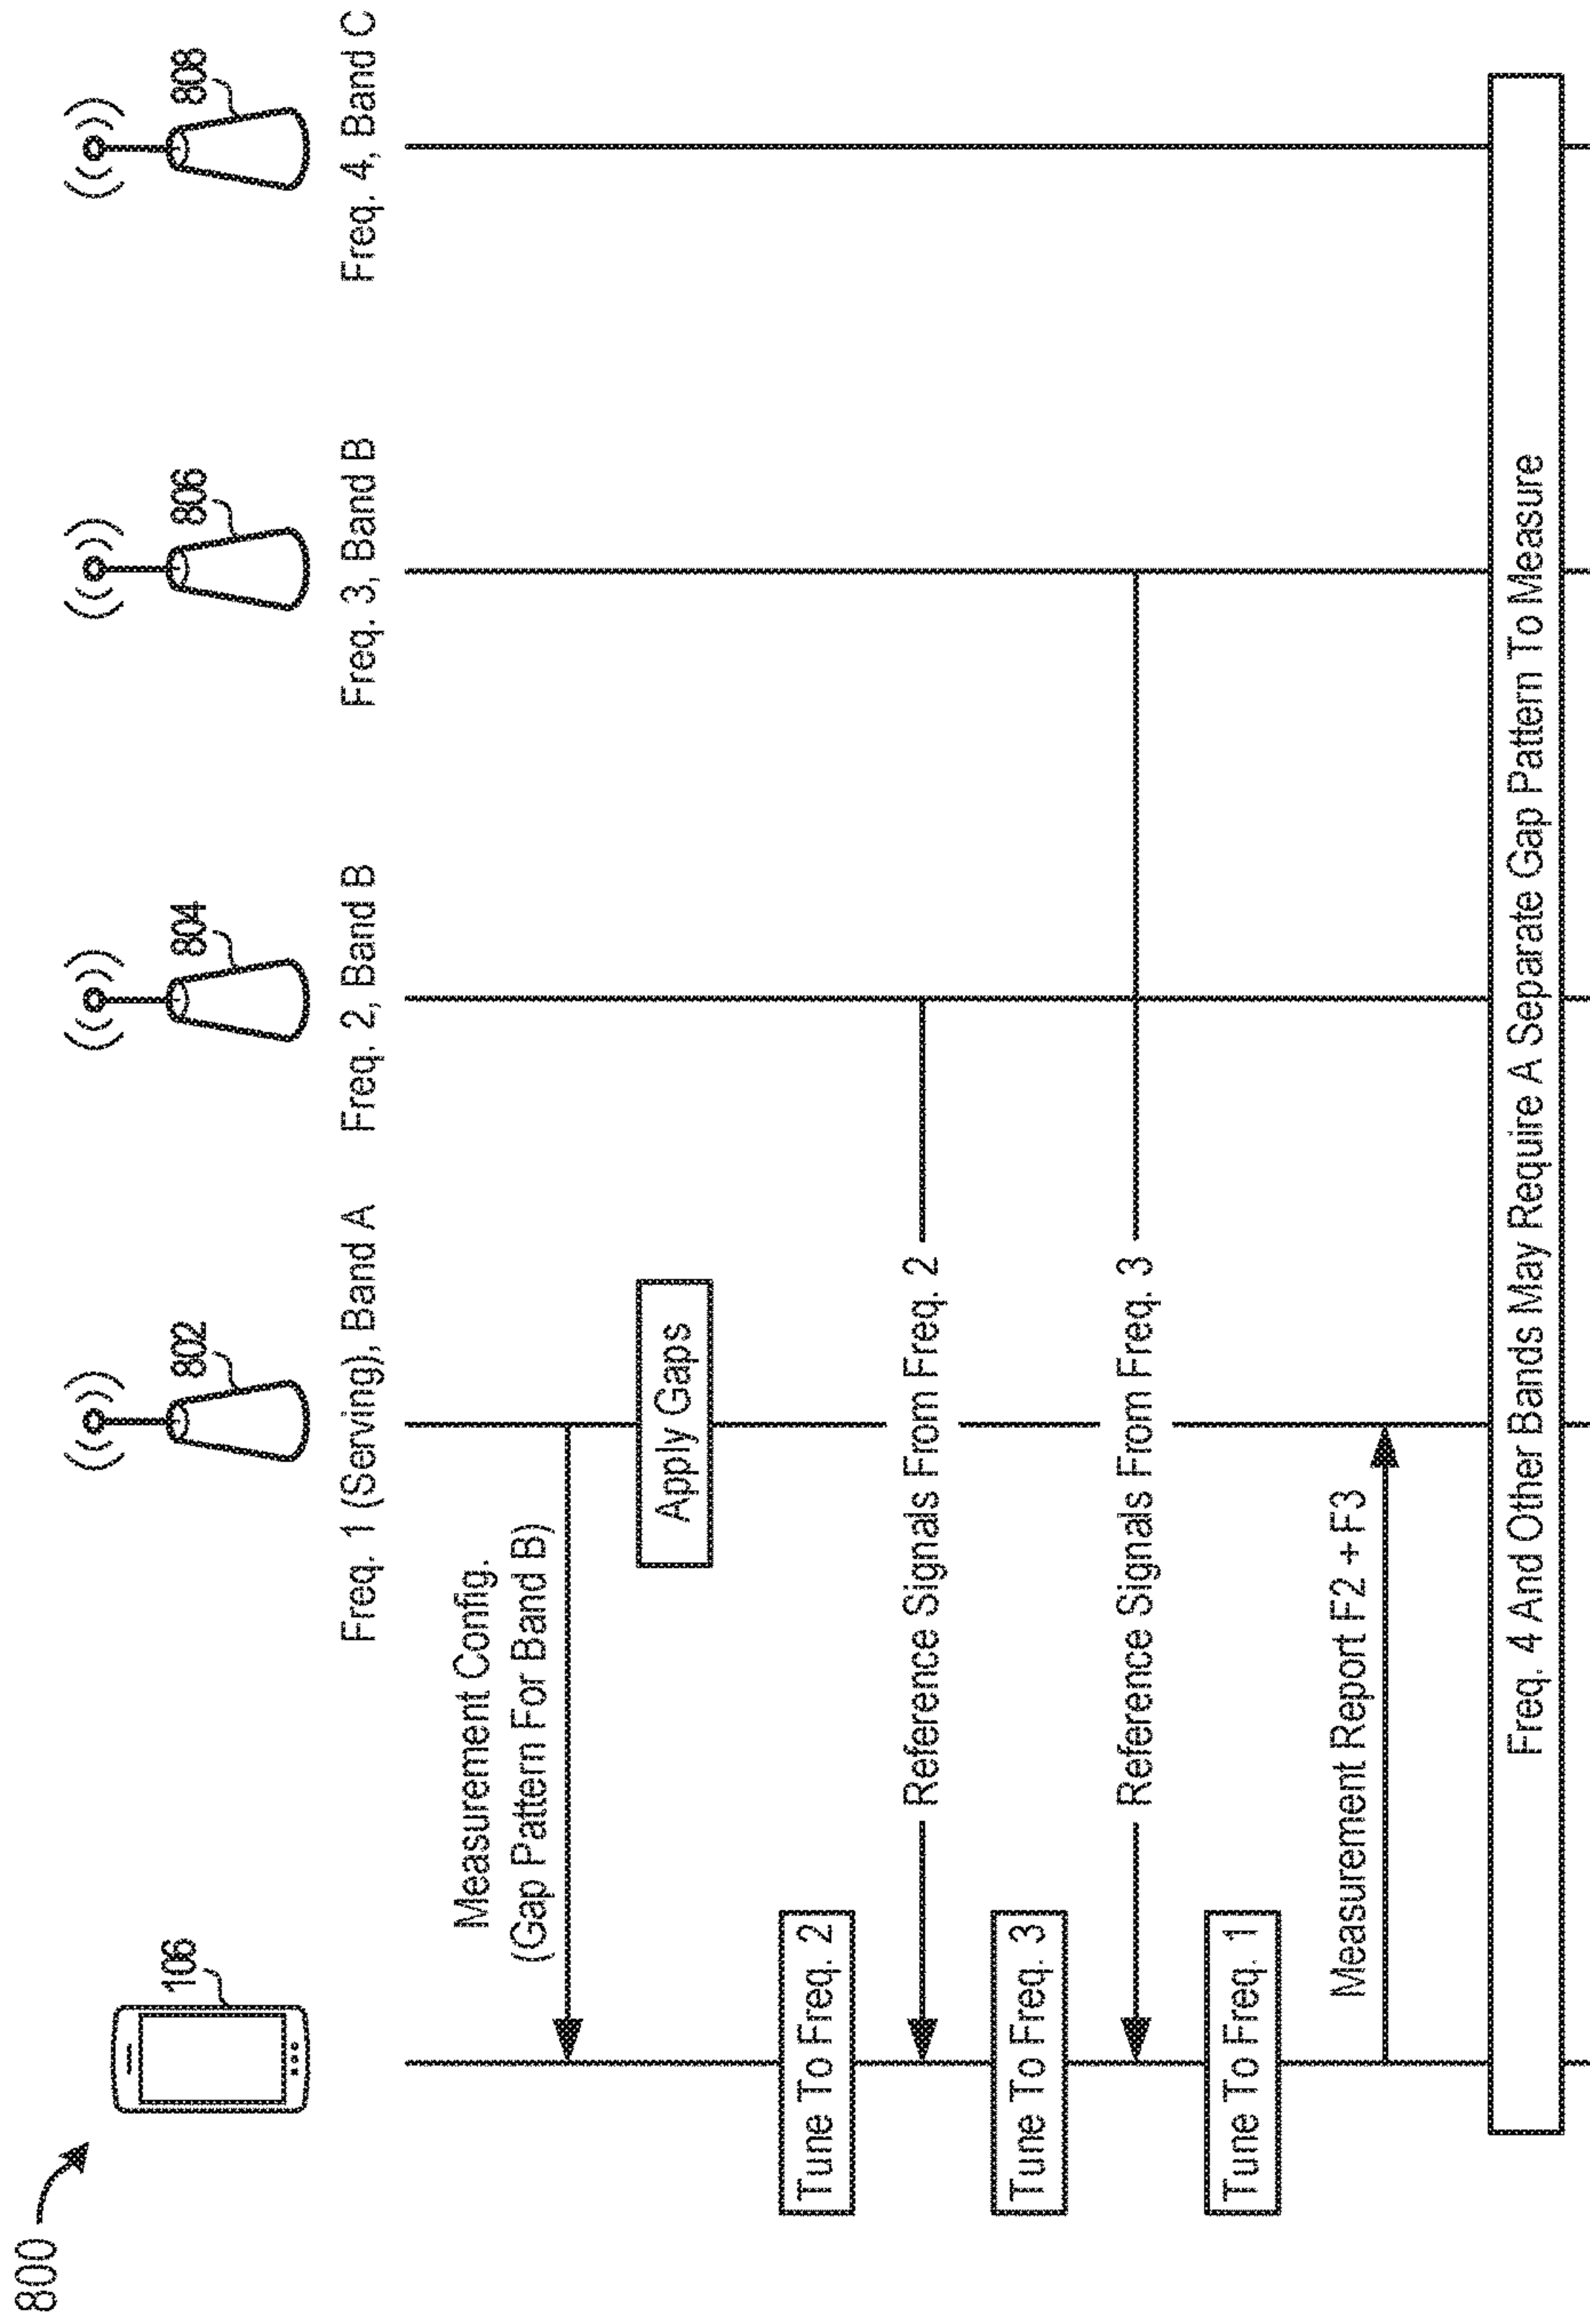 800
106
802
804
806
808
Freq. 1 (Serving), Band A
Freq. 2, Band B
Freq. 3, Band B
Freq. 4, Band C
Measurement Config.
(Gap Pattern For Band B)
Apply Gaps
Tune To Freq. 2
Reference Signals From Freq. 2
Tune To Freq. 3
Reference Signals From Freq. 3
Tune To Freq. 1
Measurement Report F2 + F3
Freq. 4 And Other Bands May Require A Separate Gap Pattern To Measure